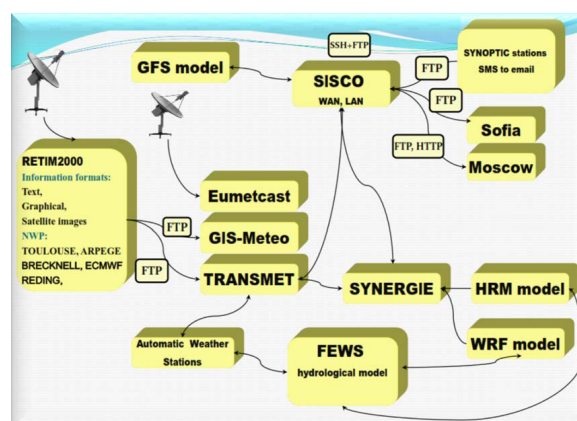 SSH+FTP
GFS model
SISCO
WAN, LAN
FTP
SYNOPTIC stations
SMS to email
FTP
Sofia
FTP, HTTP
Moscow
RETIM2000
Information formats:
Text,
Graphical,
Satellite images
NWP:
TOULOUSE, ARPEGE
BRECKNELL, ECMWF
REDING,
Eumetcast
FTP
GIS-Meteo
FTP
TRANSMET
SYNERGIE
HRM model
Automatic Weather
Stations
FEWS
hydrological model
WRF model